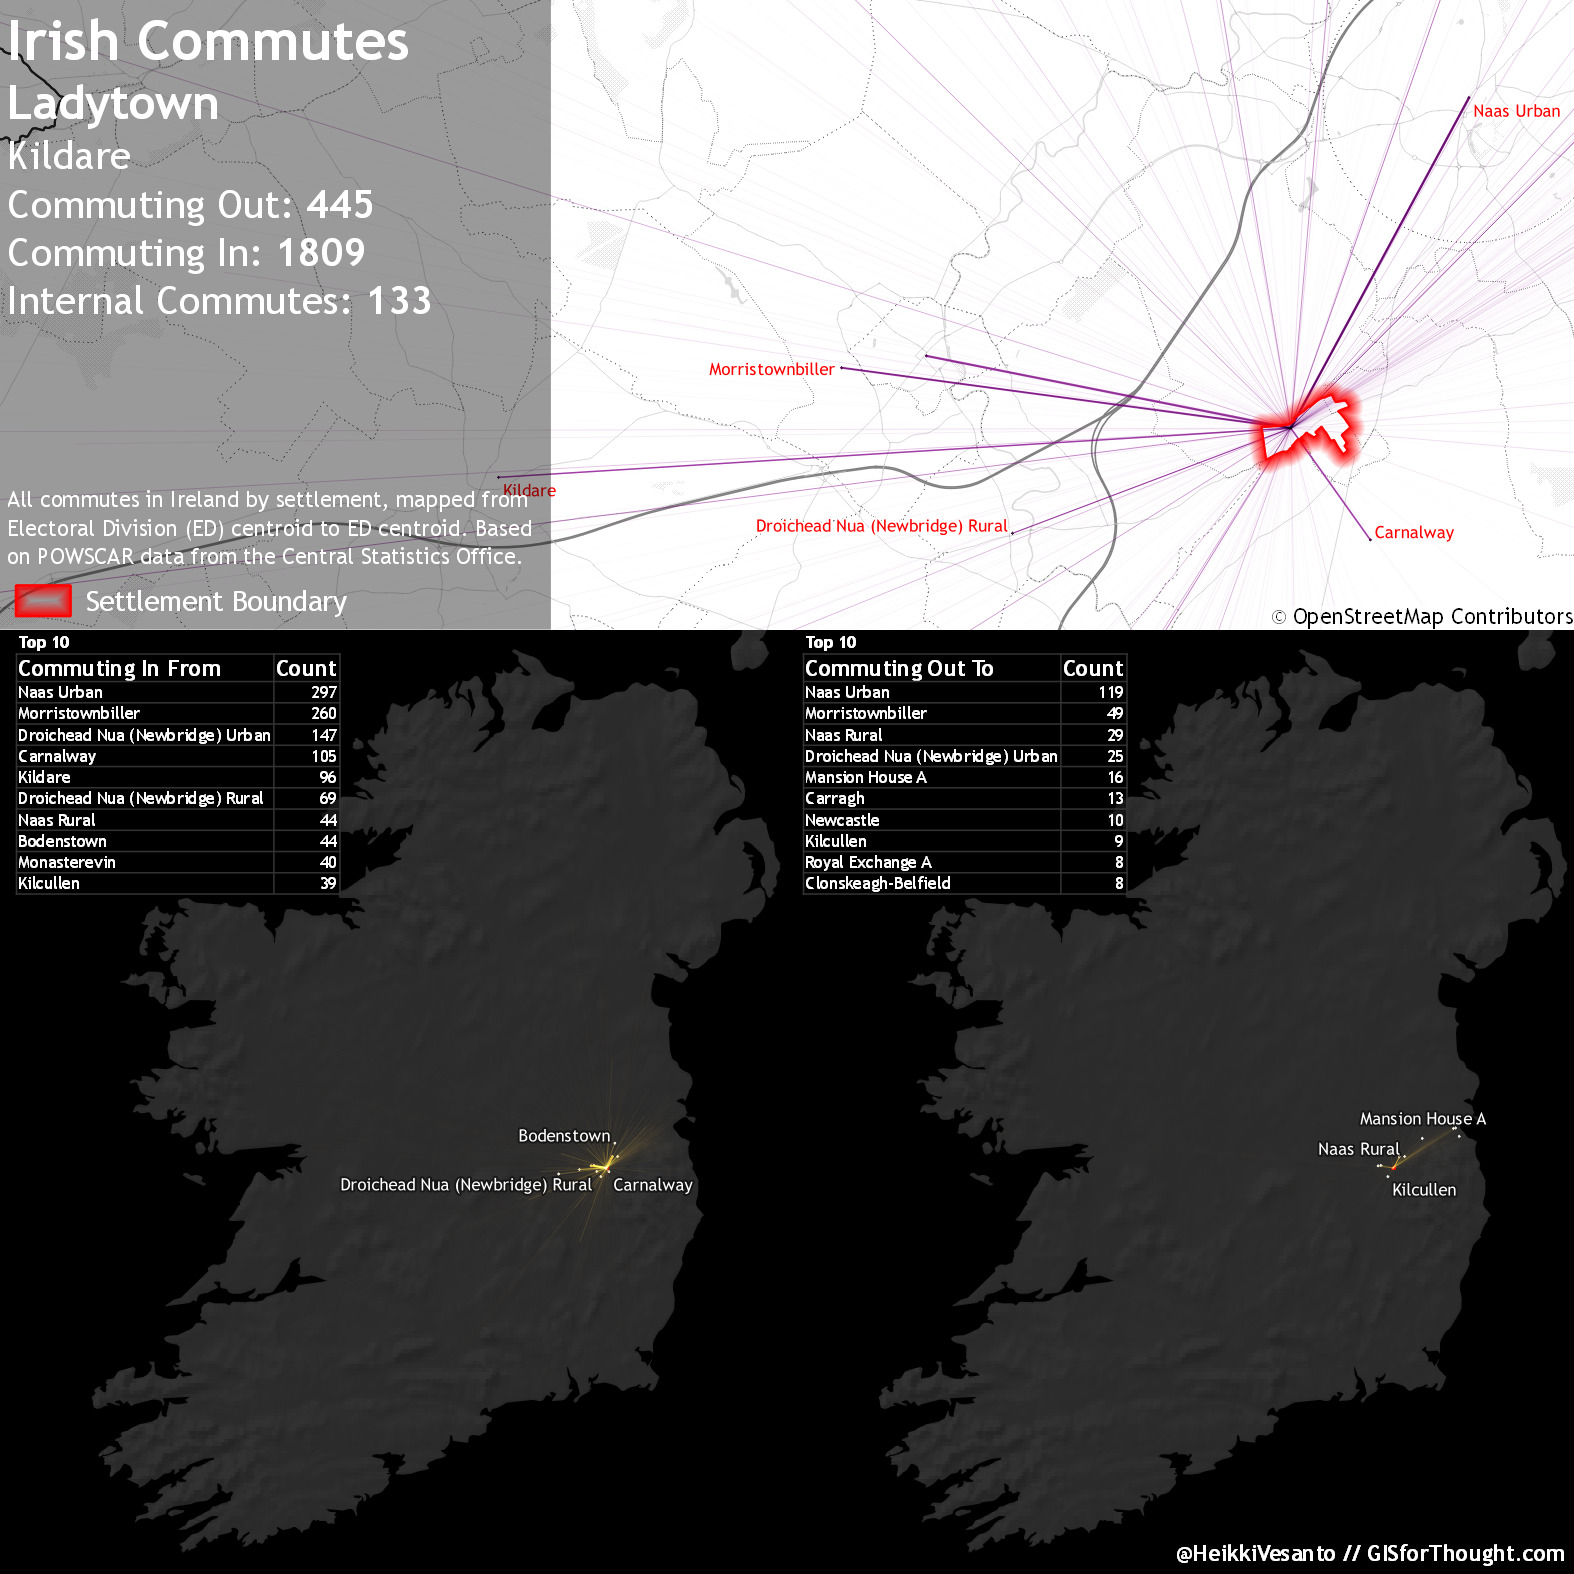 Irish Commutes
Ladytown
Kildare
Commuting Out: 445
Commuting In: 1809
Internal Commutes: 133
Naas Urban
Morristownbiller
Kildare
Droichead Nua (Newbridge) Rural
Carnalway
All commutes in Ireland by settlement, mapped from
Electoral Division (ED) centroid to ED centroid. Based
on POWSCAR data from the Central Statistics Office.
Settlement Boundary
© OpenStreetMap Contributors
Top 10
Commuting In From Count
Naas Urban 297
Morristownbiller 260
Droichead Nua (Newbridge) Urban 147
Carnalway 105
Kildare 96
Droichead Nua (Newbridge) Rural 69
Naas Rural 44
Bodenstown 44
Monasterevin 40
Kilcullen 39
Top 10
Commuting Out To Count
Naas Urban 119
Morristownbiller 49
Naas Rural 29
Droichead Nua (Newbridge) Urban 25
Mansion House A 16
Carragh 13
Newcastle 10
Kilcullen 9
Royal Exchange A 8
Clonskeagh-Belfield 8
Bodenstown
Droichead Nua (Newbridge) Rural
Carnalway
Mansion House A
Naas Rural
Kilcullen
@HeikkiVesanto // GISforThought.com